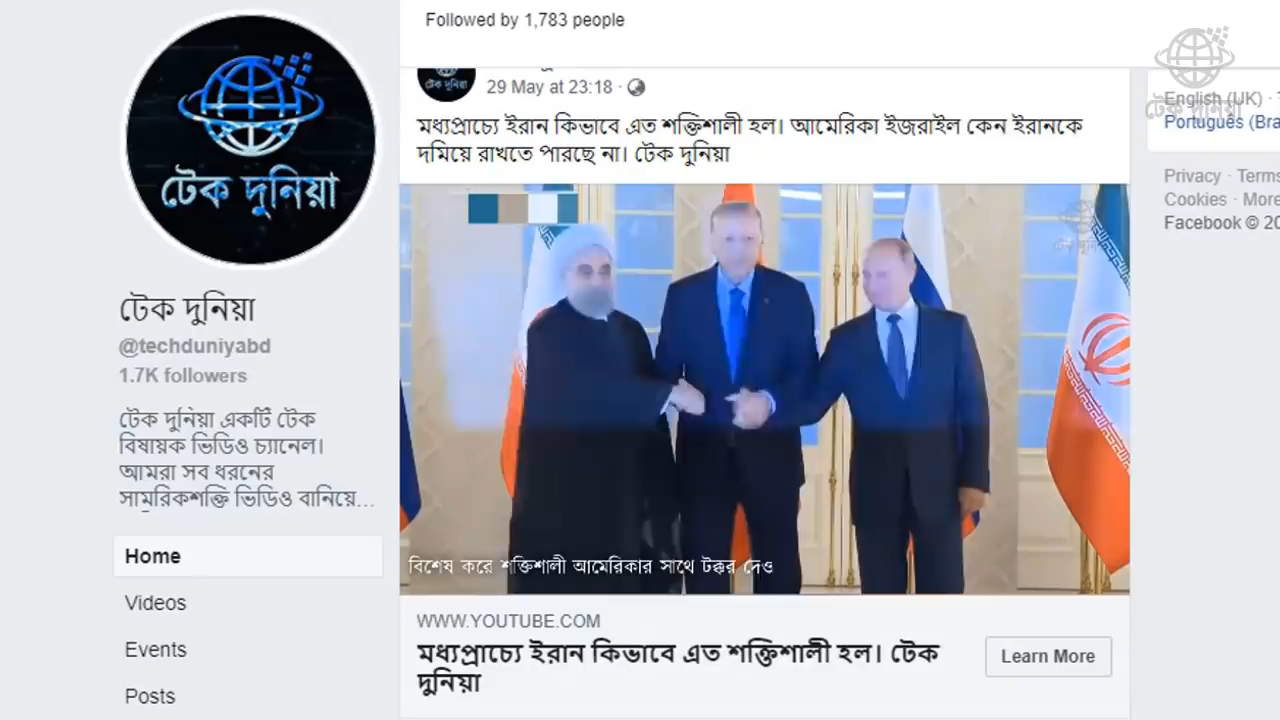 Followed by 1,783 people
টেক দুনিয়া
29 May at 23:18 ·
মধ্যপ্রাচ্যে ইরান কিভাবে এত শক্তিশালী হল। আমেরিকা ইজরাইল কেন ইরানকে
দমিয়ে রাখতে পারছে না। টেক দুনিয়া
বিশেষ করে শক্তিশালী আমেরিকার সাথে টক্কর দেও
WWW.YOUTUBE.COM
মধ্যপ্রাচ্যে ইরান কিভাবে এত শক্তিশালী হল। টেক
দুনিয়া
Learn More
টেক দুনিয়া
টেক দুনিয়া
@techduniyabd
1.7K followers
টেক দুনিয়া একটি টেক
বিষায়ক ভিডিও চ্যানেল।
আমরা সব ধরনের
সামরিকশক্তি ভিডিও বানিয়ে...
Home
Videos
Events
Posts
টেক দুনিয়া
English (UK) ·
Português (Bra
Privacy · Terms
Cookies · More
Facebook © 20